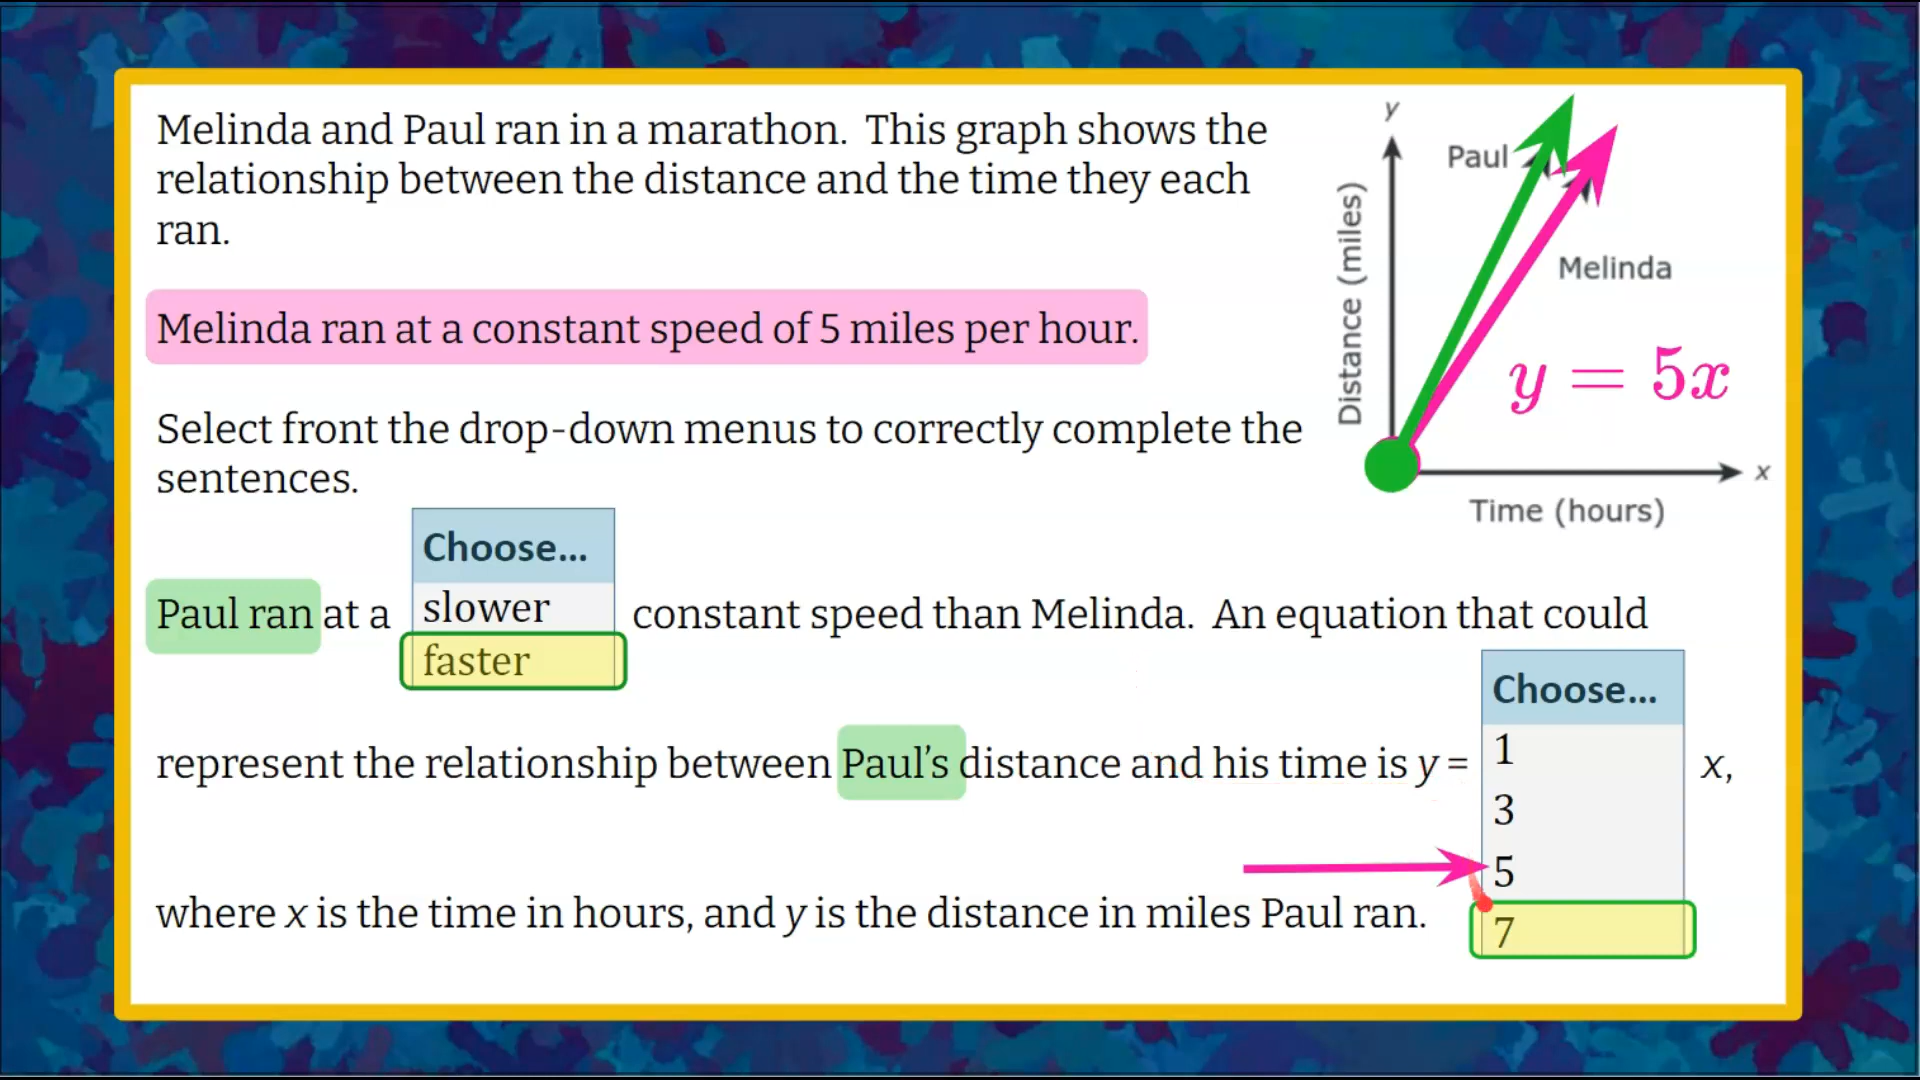 Melinda and Paul ran in a marathon. This graph shows the
relationship between the distance and the time they each
ran.
Melinda ran at a constant speed of 5 miles per hour.
Select front the drop-down menus to correctly complete the
sentences.
y
Paul
Distance (miles)
Melinda
y = 5x
x
Time (hours)
Choose...
slower
faster
Paul ran at a constant speed than Melinda. An equation that could
Choose...
1
3
5
7
represent the relationship between Paul's distance and his time is y = x,
where x is the time in hours, and y is the distance in miles Paul ran.